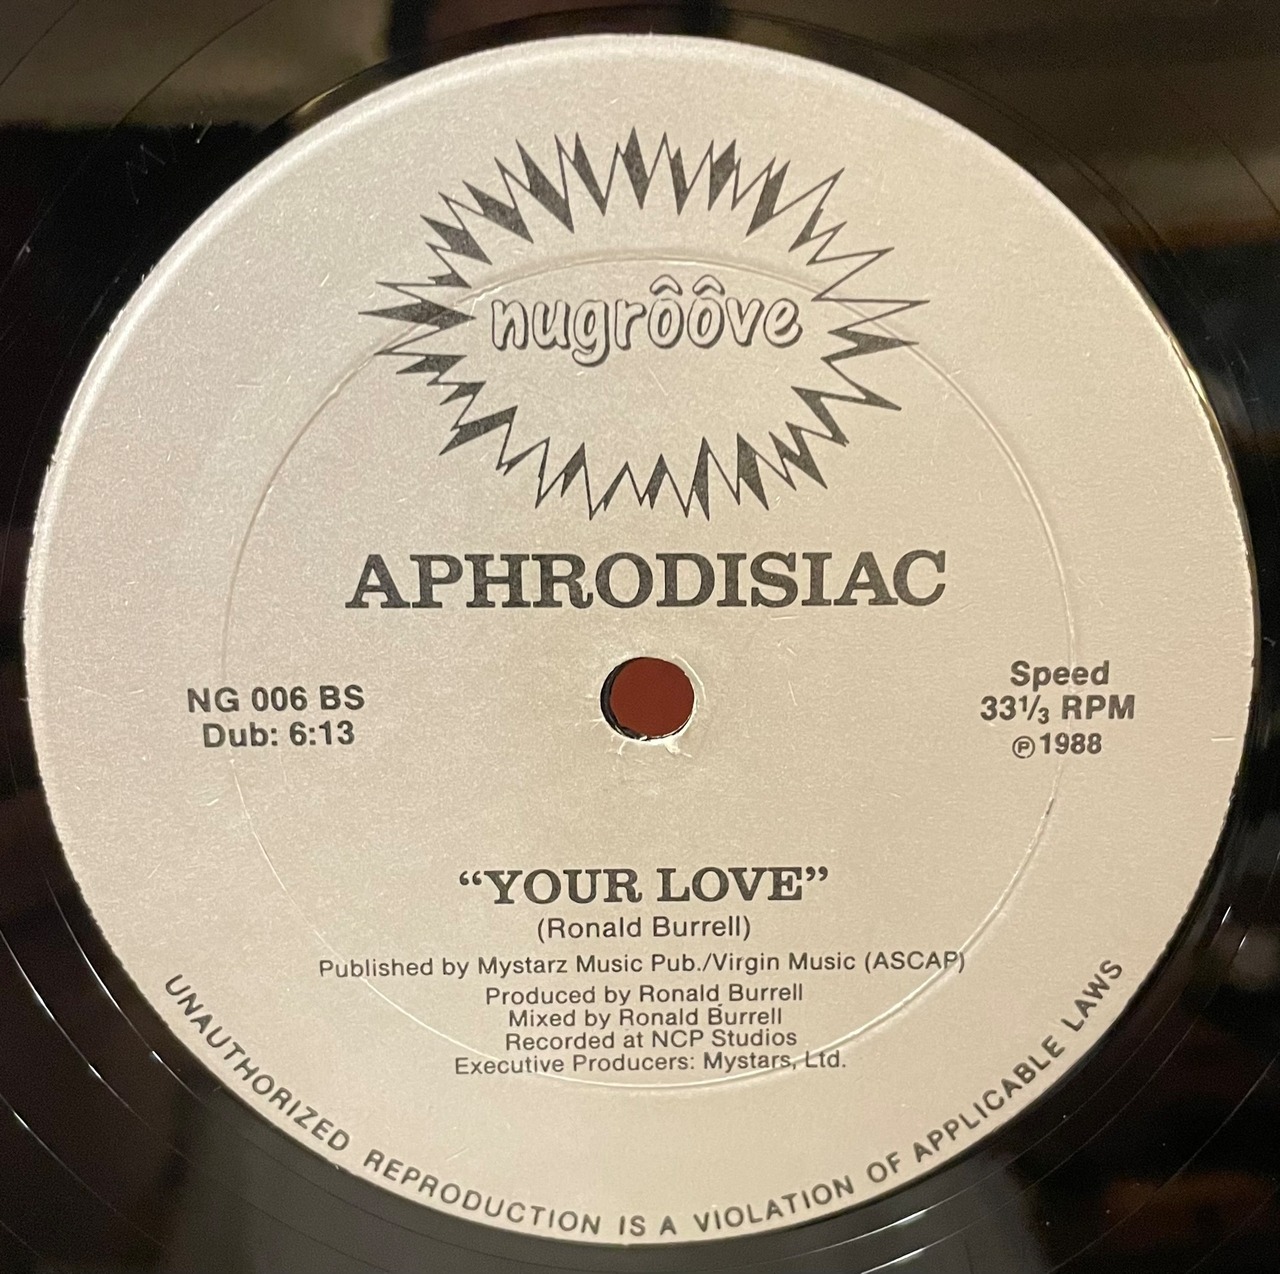 nugrôôve
APHRODISIAC
NG 006 BS
Dub: 6:13
Speed
33⅓ RPM
Ⓟ1988
“YOUR LOVE”
(Ronald Burrell)
Published by Mystarz Music Pub./Virgin Music (ASCAP)
Produced by Ronald Burrell
Mixed by Ronald Burrell
Recorded at NCP Studios
Executive Producers: Mystars, Ltd.
UNAUTHORIZED REPRODUCTION IS A VIOLATION OF APPLICABLE LAWS